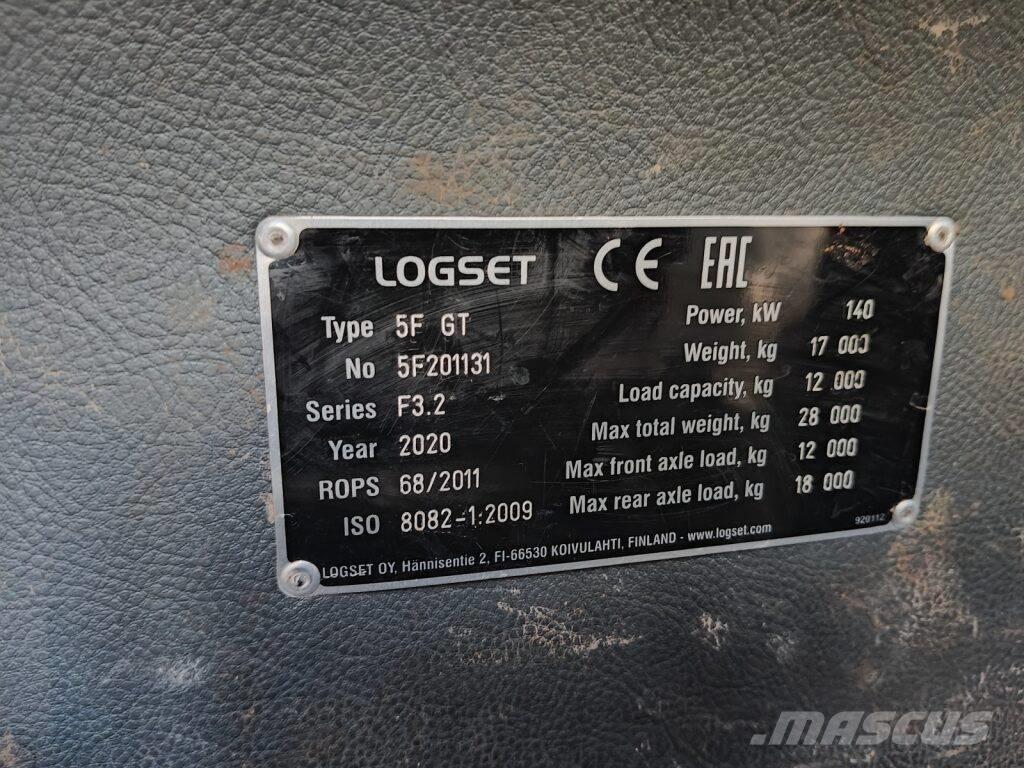 LOGSET CE EAC
Type 5F GT
No 5F201131
Series F3.2
Year 2020
ROPS 68/2011
ISO 8082-1:2009
Power, kW 140
Weight, kg 17 000
Load capacity, kg 12 000
Max total weight, kg 28 000
Max front axle load, kg 12 000
Max rear axle load, kg 18 000
LOGSET OY, Hännisentie 2, FI-66530 KOIVULAHTI, FINLAND - www.logset.com
920112
MASCUS